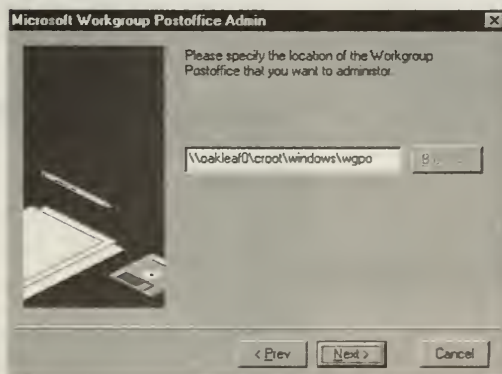 Microsoft Workgroup Postoffice Admin
Please specify the location of the Workgroup
Postoffice that you want to administer.
\\oakleaf0\croot\windows\wgpo
< Prev
Next >
Cancel